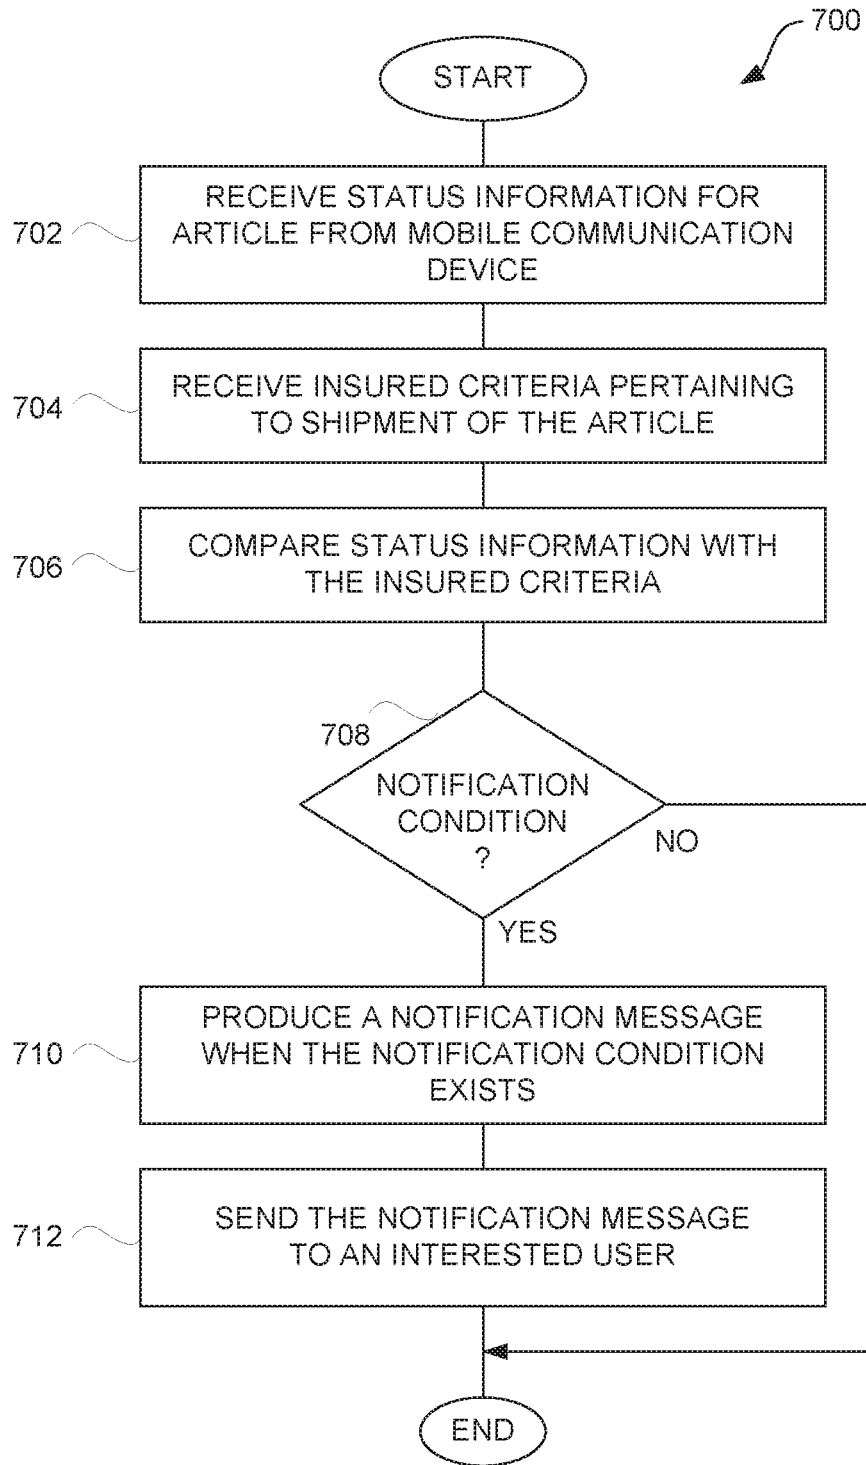 700
START
702
RECEIVE STATUS INFORMATION FOR
ARTICLE FROM MOBILE COMMUNICATION
DEVICE
704
RECEIVE INSURED CRITERIA PERTAINING
TO SHIPMENT OF THE ARTICLE
706
COMPARE STATUS INFORMATION WITH
THE INSURED CRITERIA
708
NOTIFICATION
CONDITION
?
NO
YES
710
PRODUCE A NOTIFICATION MESSAGE
WHEN THE NOTIFICATION CONDITION
EXISTS
712
SEND THE NOTIFICATION MESSAGE
TO AN INTERESTED USER
END